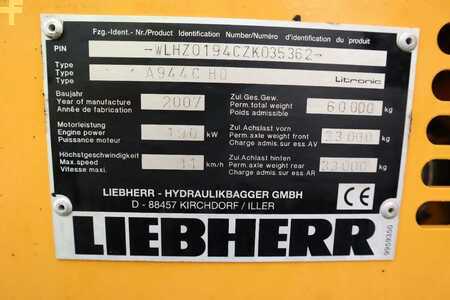 Fzg.-Ident.- Nr./Product Identification Number/Numéro d'identification du produit
PIN -WLHZ0194CZK035362-
Type
Type A944C HD Litronic
Type
Baujahr
Year of manufacture 2007
Année de fabrication
Zul.Ges.Gew.
Perm.total weight 60000 kg
Poids admissible
Motorleistung
Engine power 190 kW
Puissance moteur
Zul.Achslast vorn
Perm.axle weight front 33000 kg
Charge admis.sur ess.AV
Höchstgeschwindigkeit
Max.speed 11 km/h
Vitesse maxi.
Zul.Achslast hinten
Perm.axle weight rear 33000 kg
Charge admis.sur ess.AR
LIEBHERR - HYDRAULIKBAGGER GMBH
D - 88457 KIRCHDORF / ILLER
CE
LIEBHERR
9959350